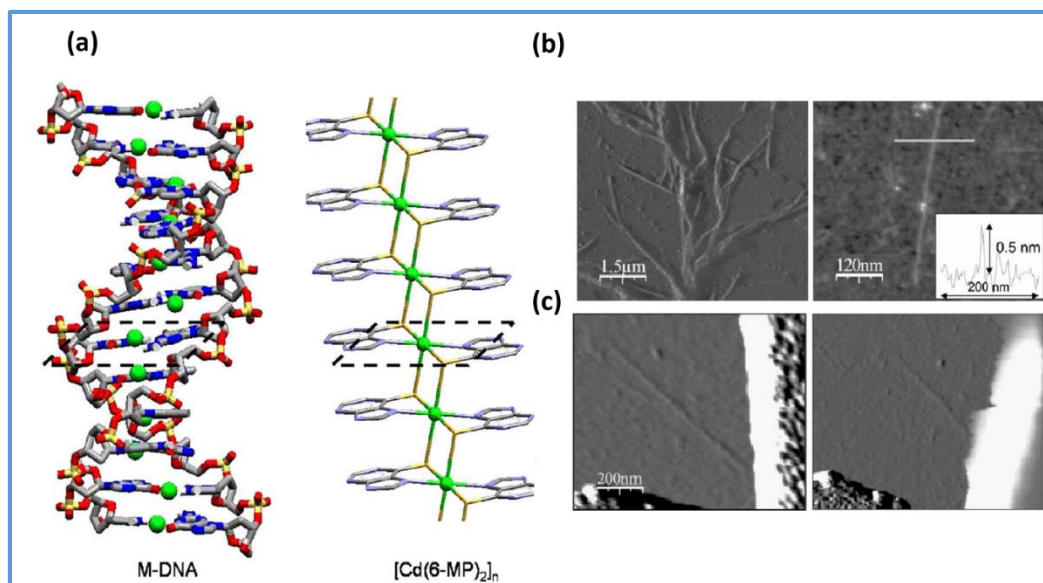 (a)
M-DNA
[Cd(6-MP)₂]ₙ
(b)
1.5μm
120nm
0.5 nm
200 nm
(c)
200nm